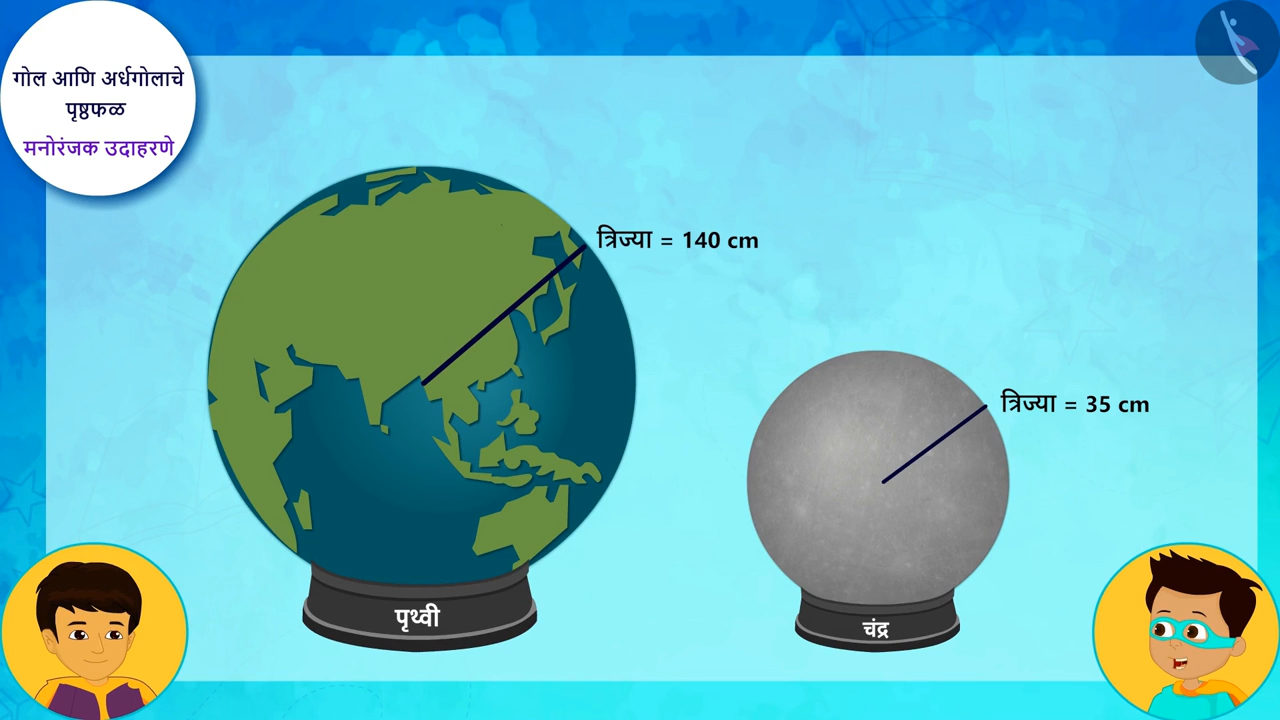 गोल आणि अर्धगोलाचे
पृष्ठफळ
मनोरंजक उदाहरणे
त्रिज्या = 140 cm
त्रिज्या = 35 cm
पृथ्वी
चंद्र